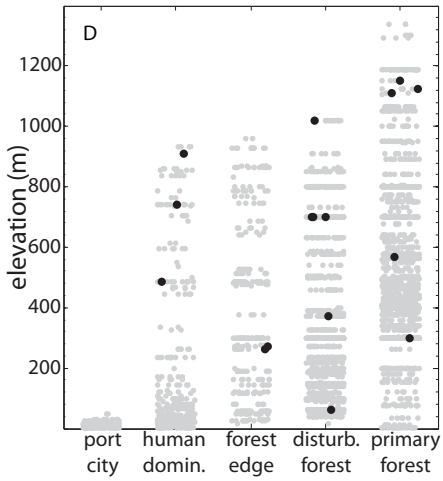 D
elevation (m)
1200
1000
800
600
400
200
port city
human domin.
forest edge
disturb. forest
primary forest